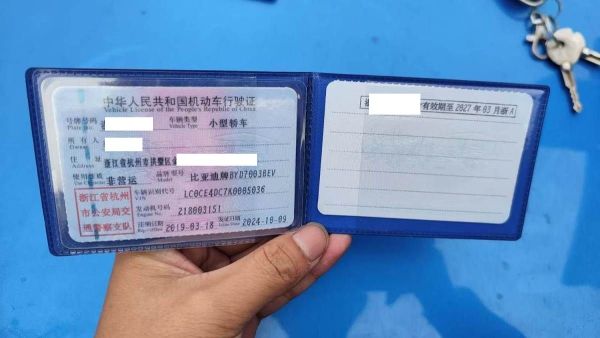 中华人民共和国机动车行驶证
Vehicle License of the People's Republic of China
号牌号码 车辆类型 小型轿车
Plate No. Vehicle Type
所有人
Owner
住址 浙江省杭州市拱墅区
Address
使用性质 非营运 品牌型号 比亚迪牌BYD7003BEV
Use Character Model
浙江省杭州
市公安局交
通警察支队
车辆识别代号 LC0CE4DC7K0005036
VIN
发动机号码 218003151
Engine No.
注册日期 2019-03-18 发证日期 2024-10-09
Register Date Issue Date
有效期至2027年03月浙A